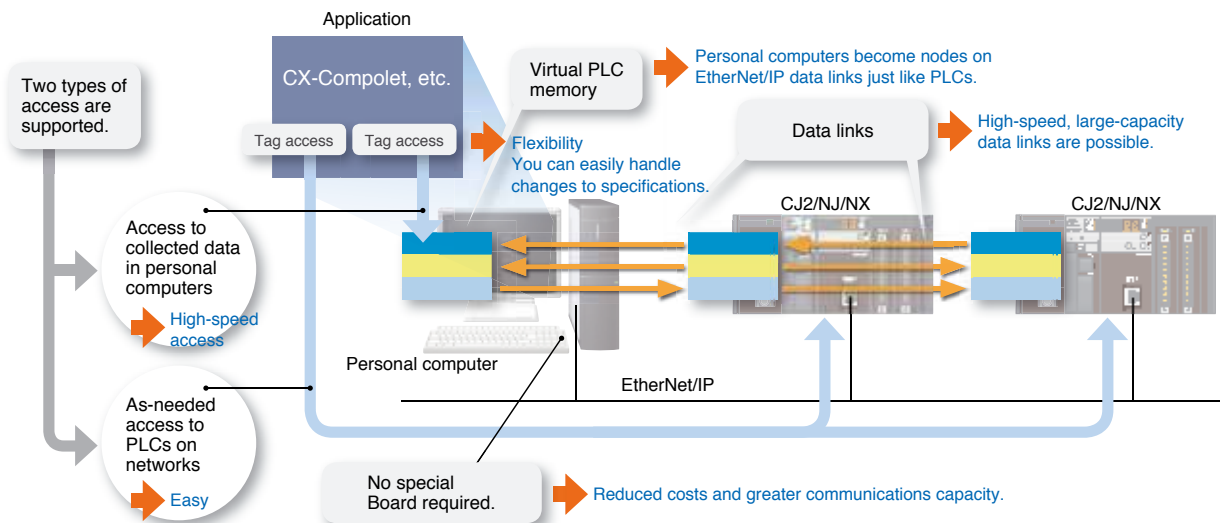 Application
CX-Compolet, etc.
Tag access
Tag access
Two types of
access are
supported.
Virtual PLC
memory
Personal computers become nodes on
EtherNet/IP data links just like PLCs.
Data links
High-speed, large-capacity
data links are possible.
Flexibility
You can easily handle
changes to specifications.
CJ2/NJ/NX
CJ2/NJ/NX
Access to
collected data
in personal
computers
High-speed
access
Personal computer
EtherNet/IP
As-needed
access to
PLCs on
networks
Easy
No special
Board required.
Reduced costs and greater communications capacity.